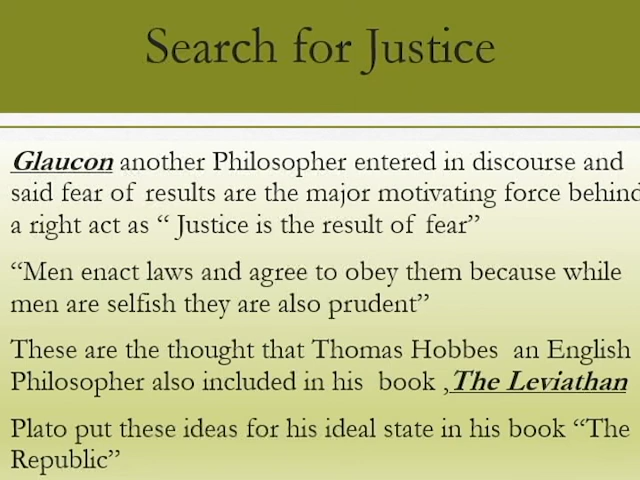 Search for Justice
Glaucon another Philosopher entered in discourse and
said fear of results are the major motivating force behind
a right act as “ Justice is the result of fear”
“Men enact laws and agree to obey them because while
men are selfish they are also prudent”
These are the thought that Thomas Hobbes an English
Philosopher also included in his book ,The Leviathan
Plato put these ideas for his ideal state in his book “The
Republic”